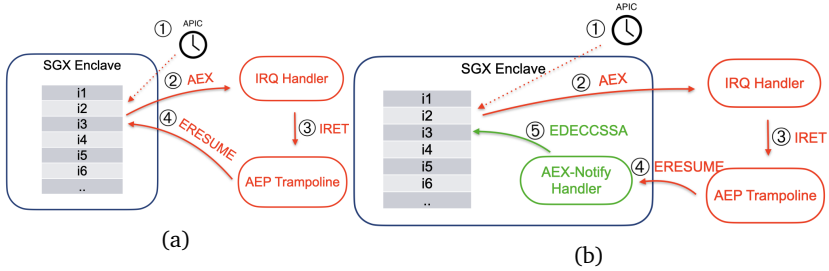 ① APIC
SGX Enclave
② AEX
IRQ Handler
i1
i2
i3
i4
i5
i6
..
④ ERESUME
③ IRET
AEP Trampoline
(a)
① APIC
SGX Enclave
② AEX
IRQ Handler
i1
i2
i3
i4
i5
i6
..
⑤ EDECCSSA
③ IRET
AEX-Notify
Handler
④ ERESUME
AEP Trampoline
(b)